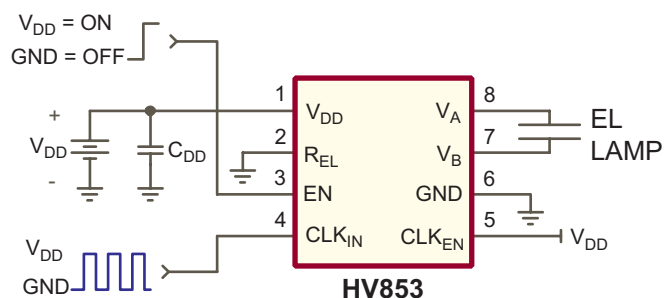 VDD = ON
GND = OFF
+
VDD
-
CDD
1
VDD
2
REL
3
EN
4
CLKIN
8
VA
7
VB
6
GND
5
CLKEN
EL
LAMP
VDD
VDD
GND
HV853